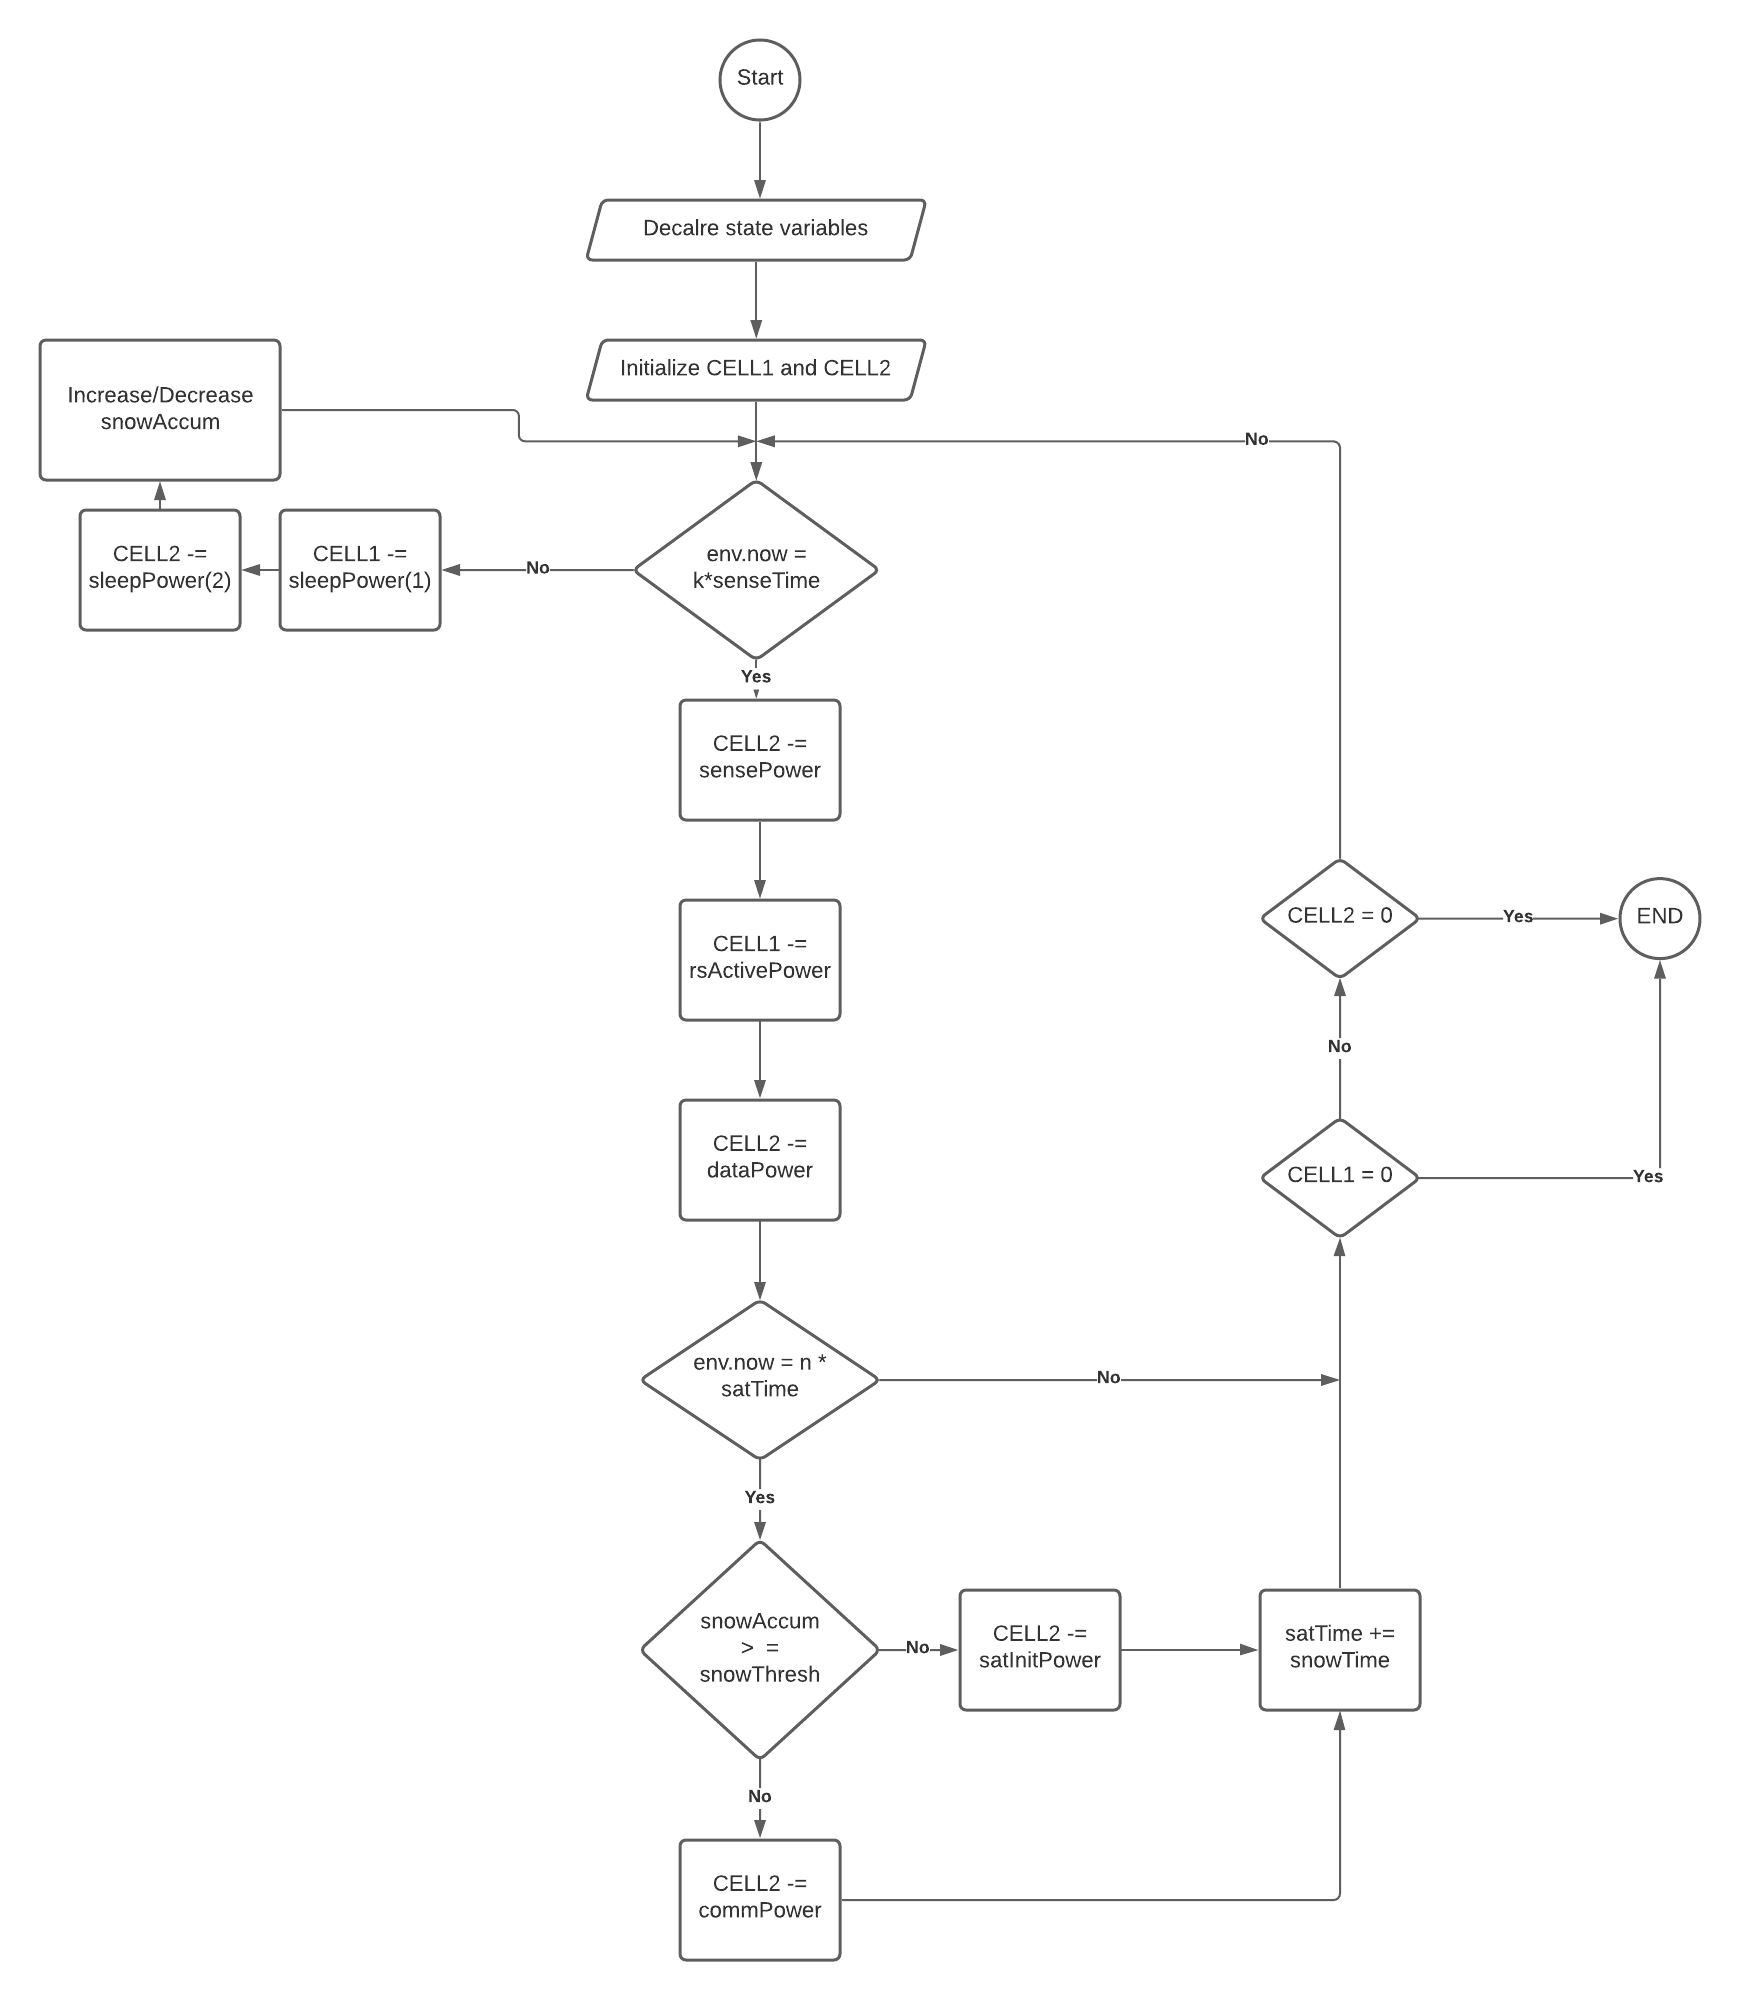 Start
Decalre state variables
Initialize CELL1 and CELL2
Increase/Decrease
snowAccum
No
env.now =
k*senseTime
No
CELL1 -=
sleepPower(1)
CELL2 -=
sleepPower(2)
Yes
CELL2 -=
sensePower
CELL1 -=
rsActivePower
CELL2 -=
dataPower
env.now = n *
satTime
No
Yes
snowAccum
> =
snowThresh
No
CELL2 -=
satInitPower
satTime +=
snowTime
No
CELL2 -=
commPower
CELL1 = 0
Yes
No
CELL2 = 0
Yes
END